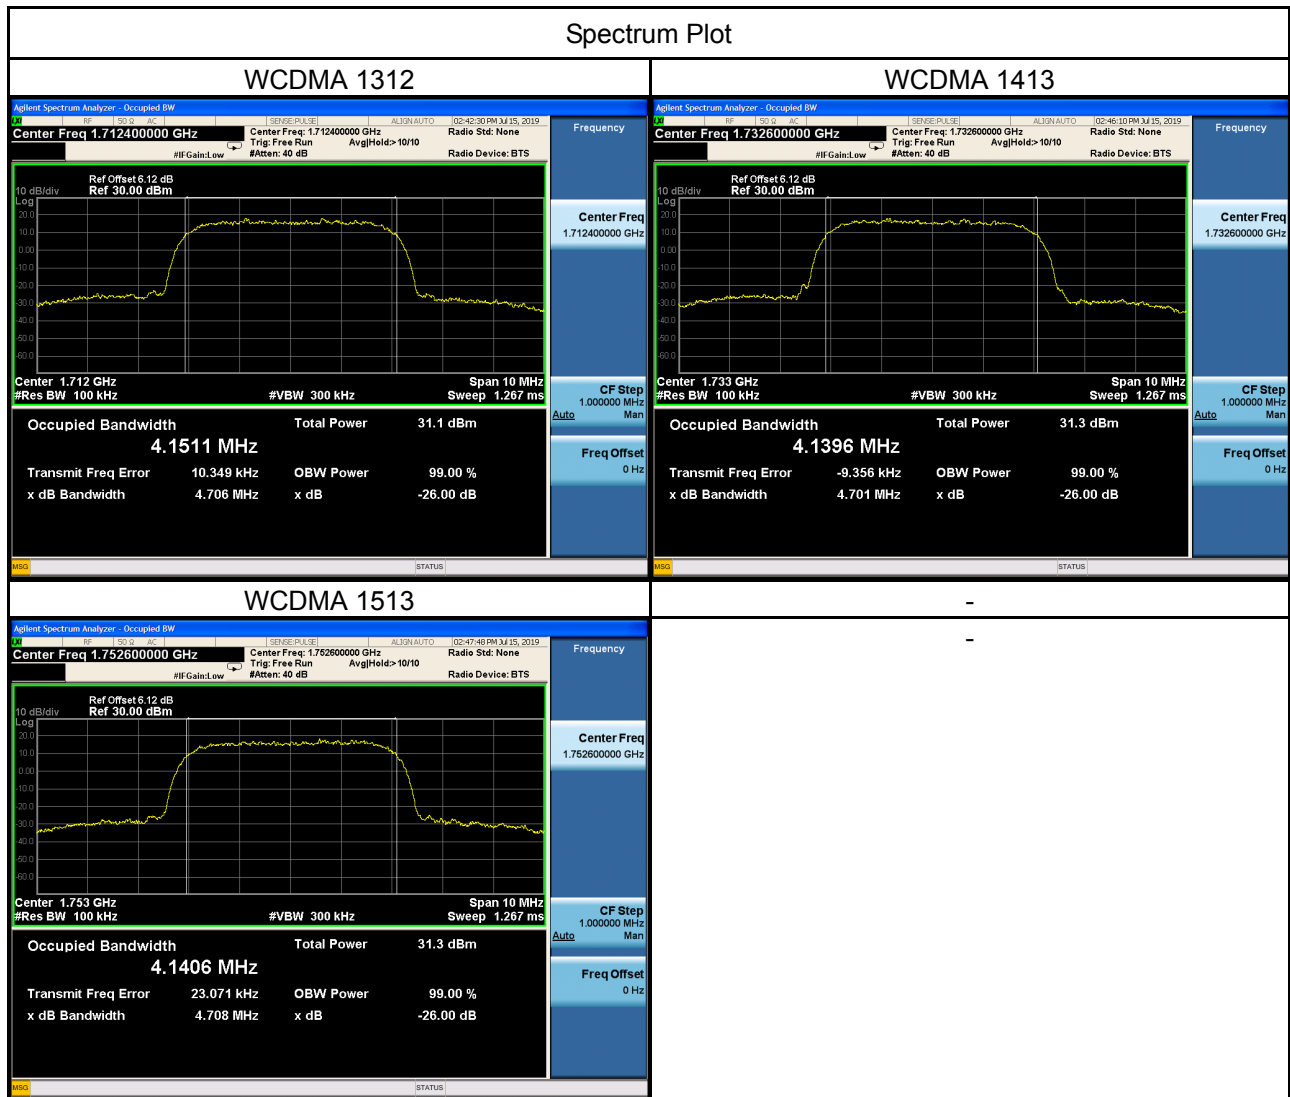 Spectrum Plot
WCDMA 1312
WCDMA 1413
Agilent Spectrum Analyzer - Occupied BW
LXI RF 50 Ω AC SENSE:PULSE ALIGN AUTO 02:42:30 PM Jul 15, 2019
Center Freq 1.712400000 GHz
Center Freq: 1.712400000 GHz
Radio Std: None
Trig: Free Run Avg|Hold:> 10/10
#IFGain:Low #Atten: 40 dB Radio Device: BTS
Frequency
Ref Offset 6.12 dB
10 dB/div Ref 30.00 dBm
Log
20.0
10.0
0.00
-10.0
-20.0
-30.0
-40.0
-50.0
-60.0
Center Freq
1.712400000 GHz
Center 1.712 GHz Span 10 MHz
#Res BW 100 kHz #VBW 300 kHz Sweep 1.267 ms
CF Step
1.000000 MHz
Auto Man
Occupied Bandwidth Total Power 31.1 dBm
4.1511 MHz
Freq Offset
0 Hz
Transmit Freq Error 10.349 kHz OBW Power 99.00 %
x dB Bandwidth 4.706 MHz x dB -26.00 dB
MSG STATUS
Agilent Spectrum Analyzer - Occupied BW
LXI RF 50 Ω AC SENSE:PULSE ALIGN AUTO 02:46:10 PM Jul 15, 2019
Center Freq 1.732600000 GHz
Center Freq: 1.732600000 GHz
Radio Std: None
Trig: Free Run Avg|Hold:> 10/10
#IFGain:Low #Atten: 40 dB Radio Device: BTS
Frequency
Ref Offset 6.12 dB
10 dB/div Ref 30.00 dBm
Log
20.0
10.0
0.00
-10.0
-20.0
-30.0
-40.0
-50.0
-60.0
Center Freq
1.732600000 GHz
Center 1.733 GHz Span 10 MHz
#Res BW 100 kHz #VBW 300 kHz Sweep 1.267 ms
CF Step
1.000000 MHz
Auto Man
Occupied Bandwidth Total Power 31.3 dBm
4.1396 MHz
Freq Offset
0 Hz
Transmit Freq Error -9.356 kHz OBW Power 99.00 %
x dB Bandwidth 4.701 MHz x dB -26.00 dB
MSG STATUS
WCDMA 1513
-
Agilent Spectrum Analyzer - Occupied BW
LXI RF 50 Ω AC SENSE:PULSE ALIGN AUTO 02:47:48 PM Jul 15, 2019
Center Freq 1.752600000 GHz
Center Freq: 1.752600000 GHz
Radio Std: None
Trig: Free Run Avg|Hold:> 10/10
#IFGain:Low #Atten: 40 dB Radio Device: BTS
Frequency
Ref Offset 6.12 dB
10 dB/div Ref 30.00 dBm
Log
20.0
10.0
0.00
-10.0
-20.0
-30.0
-40.0
-50.0
-60.0
Center Freq
1.752600000 GHz
Center 1.753 GHz Span 10 MHz
#Res BW 100 kHz #VBW 300 kHz Sweep 1.267 ms
CF Step
1.000000 MHz
Auto Man
Occupied Bandwidth Total Power 31.3 dBm
4.1406 MHz
Freq Offset
0 Hz
Transmit Freq Error 23.071 kHz OBW Power 99.00 %
x dB Bandwidth 4.708 MHz x dB -26.00 dB
MSG STATUS
-